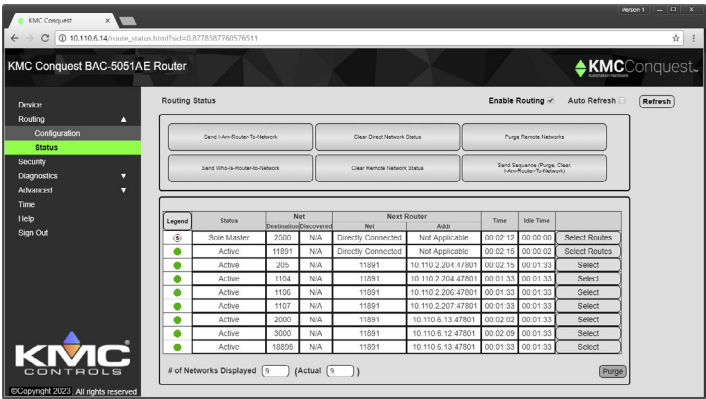 Person 1
KMC Conquest
10.110.6.14/route_status.html?sid=0.8778387760576511
KMC Conquest BAC-5051AE Router
KMCConquest™
Automation Hardware
Device
Routing
Configuration
Status
Security
Diagnostics
Advanced
Time
Help
Sign Out
Routing Status
Enable Routing
Auto Refresh
Refresh
Send I-Am-Router-To-Network
Clear Direct Network Status
Purge Remote Networks
Send Who-Is-Router-to-Network
Clear Remote Network Status
Send Sequence (Purge, Clear,
I-Am-Router-To-Network)
Legend Status Net Next Router Time Idle Time
Destination Discovered Net Addr
S Sole Master 2500 N/A Directly Connected Not Applicable 00:02:12 00:00:00 Select Routes
Active 11891 N/A Directly Connected Not Applicable 00:02:15 00:00:02 Select Routes
Active 205 N/A 11891 10.110.2.204:47801 00:02:15 00:01:33 Select
Active 1104 N/A 11891 10.110.2.204:47801 00:01:33 00:01:33 Select
Active 1106 N/A 11891 10.110.2.206:47801 00:01:33 00:01:33 Select
Active 1107 N/A 11891 10.110.2.207:47801 00:01:33 00:01:33 Select
Active 2000 N/A 11891 10.110.6.13:47801 00:02:02 00:01:33 Select
Active 3000 N/A 11891 10.110.6.12:47801 00:02:09 00:01:33 Select
Active 18895 N/A 11891 10.110.6.13:47801 00:01:33 00:01:33 Select
# of Networks Displayed 9 (Actual 9 )
Purge
KMC®
CONTROLS
©Copyright 2023 All rights reserved